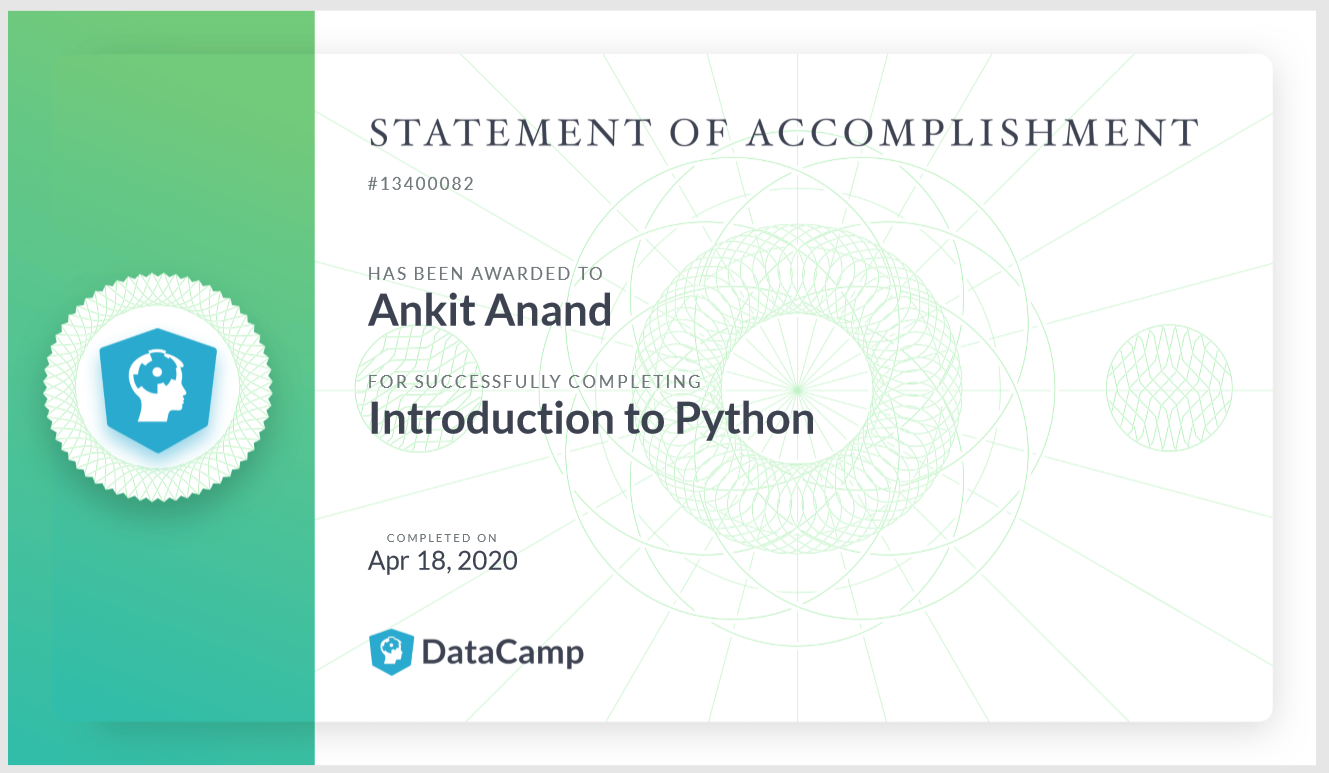 STATEMENT OF ACCOMPLISHMENT
#13400082
HAS BEEN AWARDED TO
Ankit Anand
FOR SUCCESSFULLY COMPLETING
Introduction to Python
COMPLETED ON
Apr 18, 2020
DataCamp